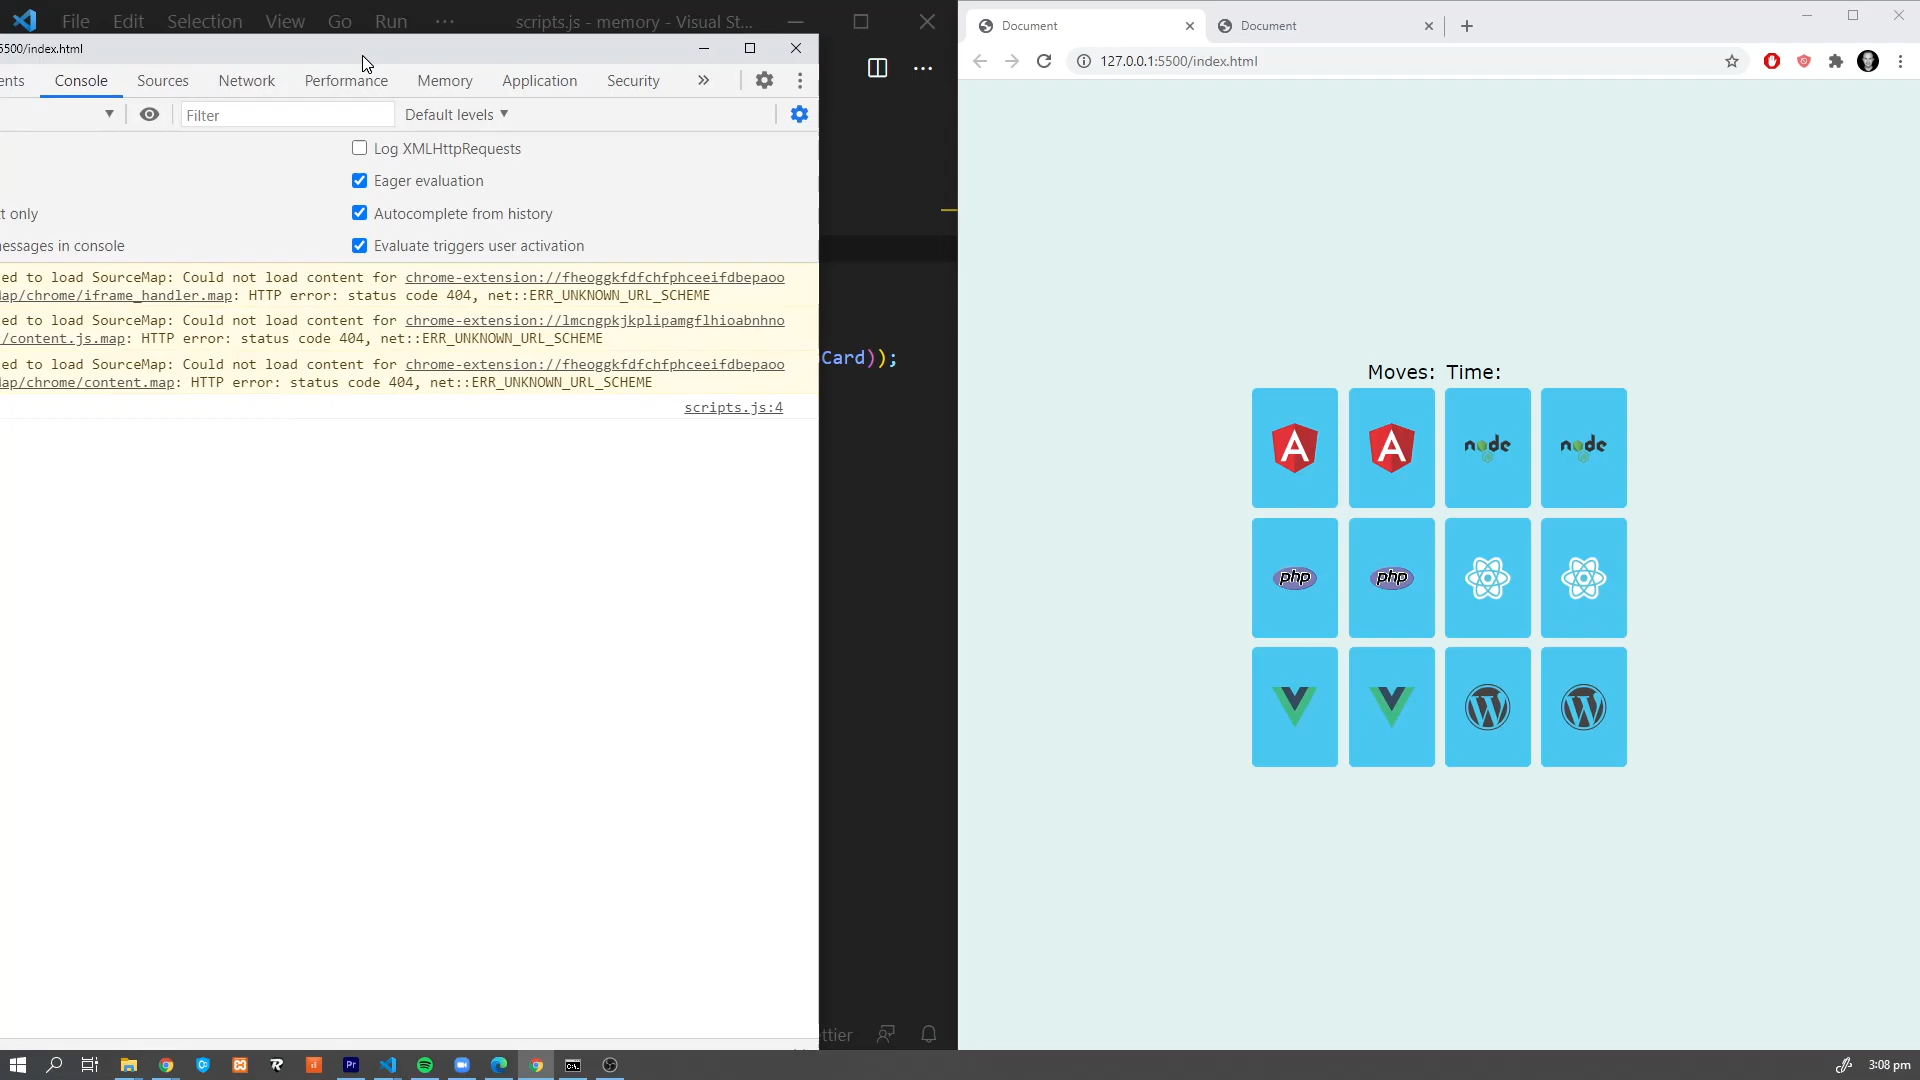 File Edit Selection View Go Run ··· scripts.js - memory - Visual St...
5500/index.html
ents Console Sources Network Performance Memory Application Security »
Filter Default levels ▼
Log XMLHttpRequests
Eager evaluation
t only Autocomplete from history
essages in console Evaluate triggers user activation
ed to load SourceMap: Could not load content for chrome-extension://fheoggkfdfchfphceeifdbepaoo
ap/chrome/iframe_handler.map: HTTP error: status code 404, net::ERR_UNKNOWN_URL_SCHEME
ed to load SourceMap: Could not load content for chrome-extension://lmcngpkjkplipamgflhioabnhno
/content.js.map: HTTP error: status code 404, net::ERR_UNKNOWN_URL_SCHEME
ed to load SourceMap: Could not load content for chrome-extension://fheoggkfdfchfphceeifdbepaoo
ap/chrome/content.map: HTTP error: status code 404, net::ERR_UNKNOWN_URL_SCHEME
scripts.js:4
Card));
ttier
Document Document
127.0.0.1:5500/index.html
Moves: Time:
A A node node
php php
W W
Pr
3:08 pm